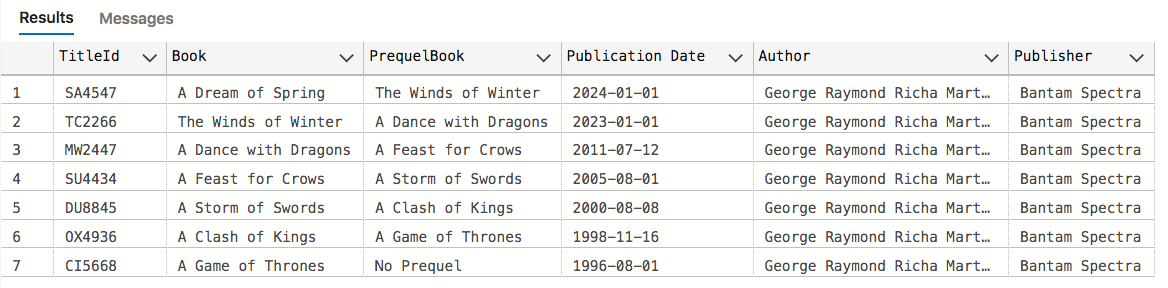 Results Messages
TitleId Book PrequelBook Publication Date Author Publisher
1 SA4547 A Dream of Spring The Winds of Winter 2024-01-01 George Raymond Richa Mart… Bantam Spectra
2 TC2266 The Winds of Winter A Dance with Dragons 2023-01-01 George Raymond Richa Mart… Bantam Spectra
3 MW2447 A Dance with Dragons A Feast for Crows 2011-07-12 George Raymond Richa Mart… Bantam Spectra
4 SU4434 A Feast for Crows A Storm of Swords 2005-08-01 George Raymond Richa Mart… Bantam Spectra
5 DU8845 A Storm of Swords A Clash of Kings 2000-08-08 George Raymond Richa Mart… Bantam Spectra
6 OX4936 A Clash of Kings A Game of Thrones 1998-11-16 George Raymond Richa Mart… Bantam Spectra
7 CI5668 A Game of Thrones No Prequel 1996-08-01 George Raymond Richa Mart… Bantam Spectra